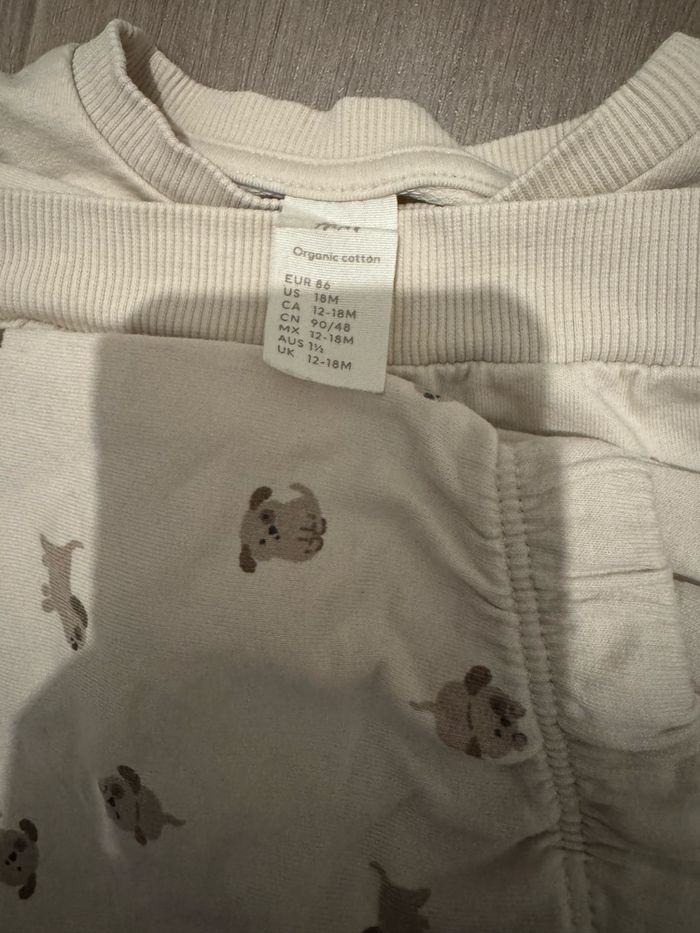 Organic cotton
EUR 86
US 18M
CA 12-18M
CN 90/48
MX 12-18M
AUS 1½
UK 12-18M